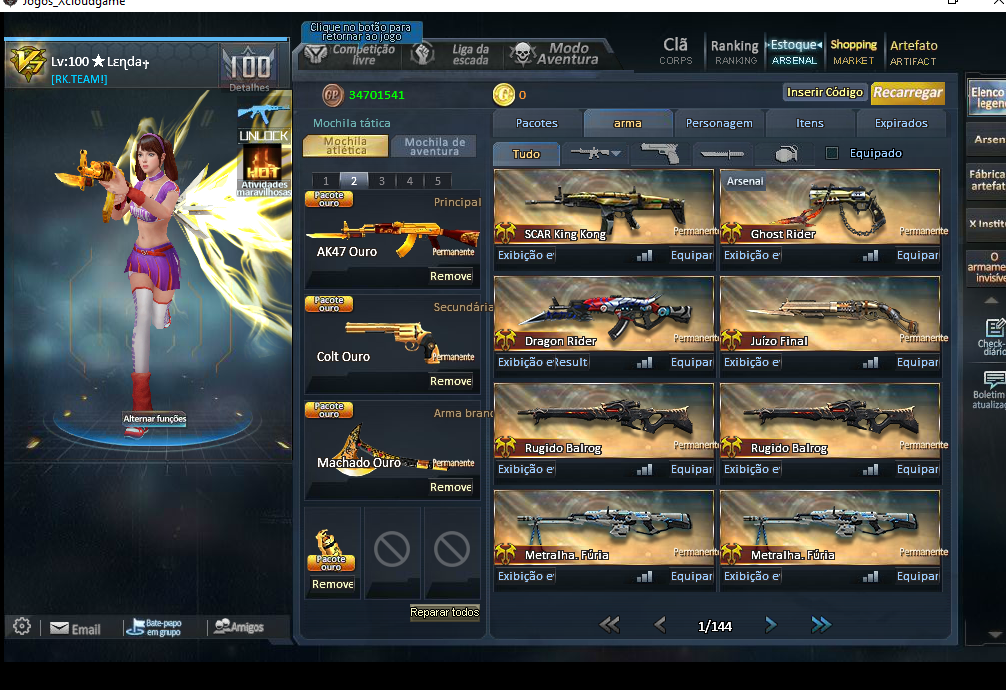 Jogos_Xcloudgame
Clique no botão para
retornar ao jogo
Competição
livre
Liga da
escada
Modo
Aventura
Clã
CORPS
Ranking
RANKING
Estoque
ARSENAL
Shopping
MARKET
Artefato
ARTIFACT
VS
Lv:100 ★Lεηda†
[RK.TEAM!]
100
Detalhes
GP 34701541
G 0
Inserir Código
Recarregar
UNLOCK
HOT
Atividades
maravilhosas
Alternar funções
Mochila tática
Mochila
atlética
Mochila de
aventura
1 2 3 4 5
Pacote
ouro
Principal
AK47 Ouro
Permanente
Remove
Pacote
ouro
Secundária
Colt Ouro
Permanente
Remove
Pacote
ouro
Arma branc
Machado Ouro
Permanente
Remove
Pacote
ouro
Remove
Reparar todos
Pacotes
arma
Personagem
Itens
Expirados
Tudo
Equipado
SCAR King Kong
Permanente
Exibição e
Equipar
Arsenal
Ghost Rider
Permanente
Exibição e
Equipar
Dragon Rider
Permanente
Exibição e
Result
Equipar
Juízo Final
Permanente
Exibição e
Equipar
Rugido Balrog
Permanente
Exibição e
Equipar
Rugido Balrog
Permanente
Exibição e
Equipar
Metralha. Fúria
Permanente
Exibição e
Equipar
Metralha. Fúria
Permanente
Exibição e
Equipar
1/144
Elenco
legen
Arsen
Fábrica
artefat
X Institu
O
armame
invisíve
Check-
diário
Boletim
atualizaç
Email
Bate-papo
em grupo
Amigos